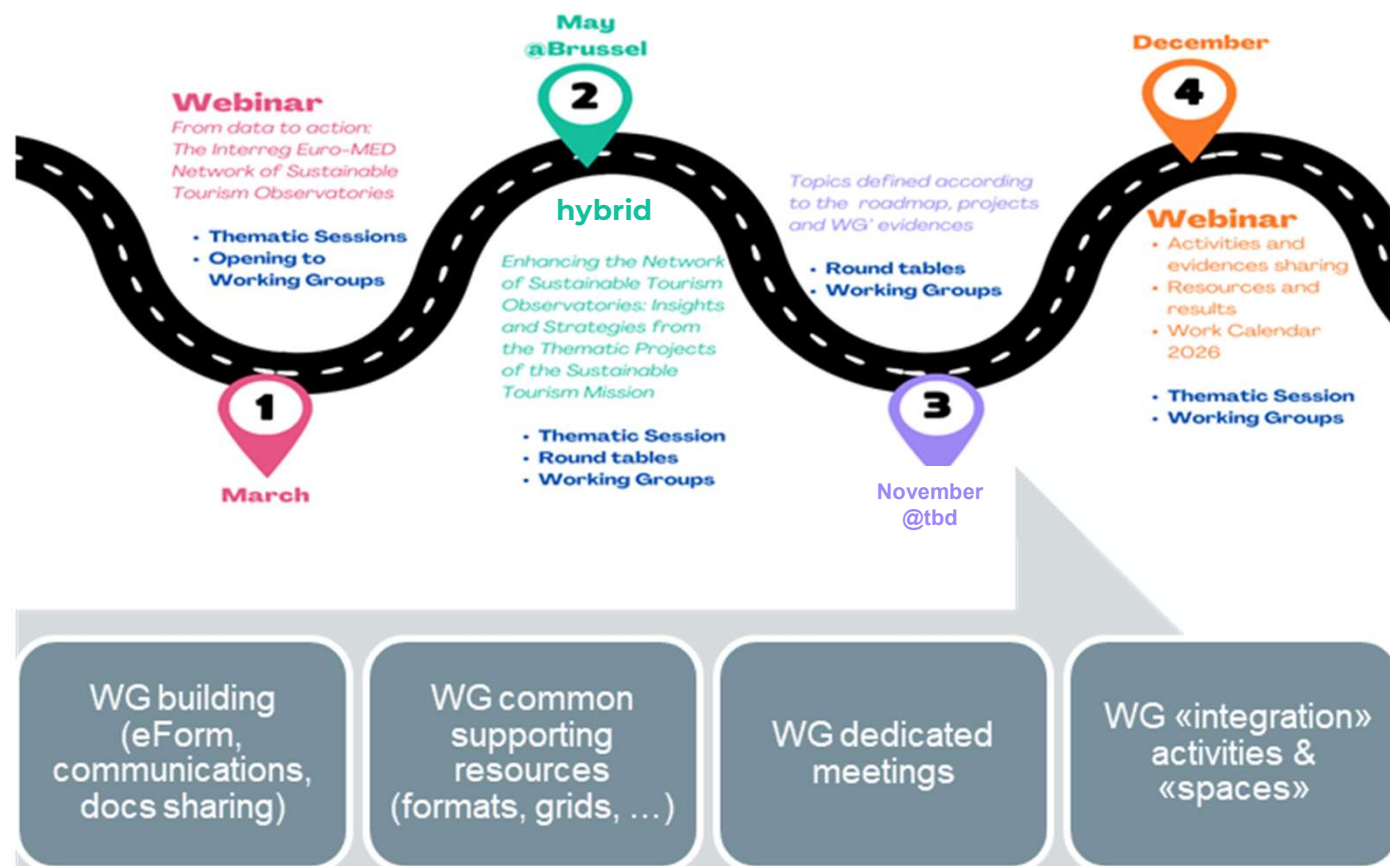 Webinar
From data to action:
The Interreg Euro-MED
Network of Sustainable
Tourism Observatories
• Thematic Sessions
• Opening to
Working Groups
1
March
May
@Brussel
2
hybrid
Enhancing the Network
of Sustainable Tourism
Observatories: Insights
and Strategies from
the Thematic Projects
of the Sustainable
Tourism Mission
• Thematic Session
• Round tables
• Working Groups
Topics defined according
to the roadmap, projects
and WG' evidences
• Round tables
• Working Groups
3
November
@tbd
December
4
Webinar
• Activities and
evidences sharing
• Resources and
results
• Work Calendar
2026
• Thematic Session
• Working Groups
WG building
(eForm,
communications,
docs sharing)
WG common
supporting
resources
(formats, grids, …)
WG dedicated
meetings
WG «integration»
activities &
«spaces»